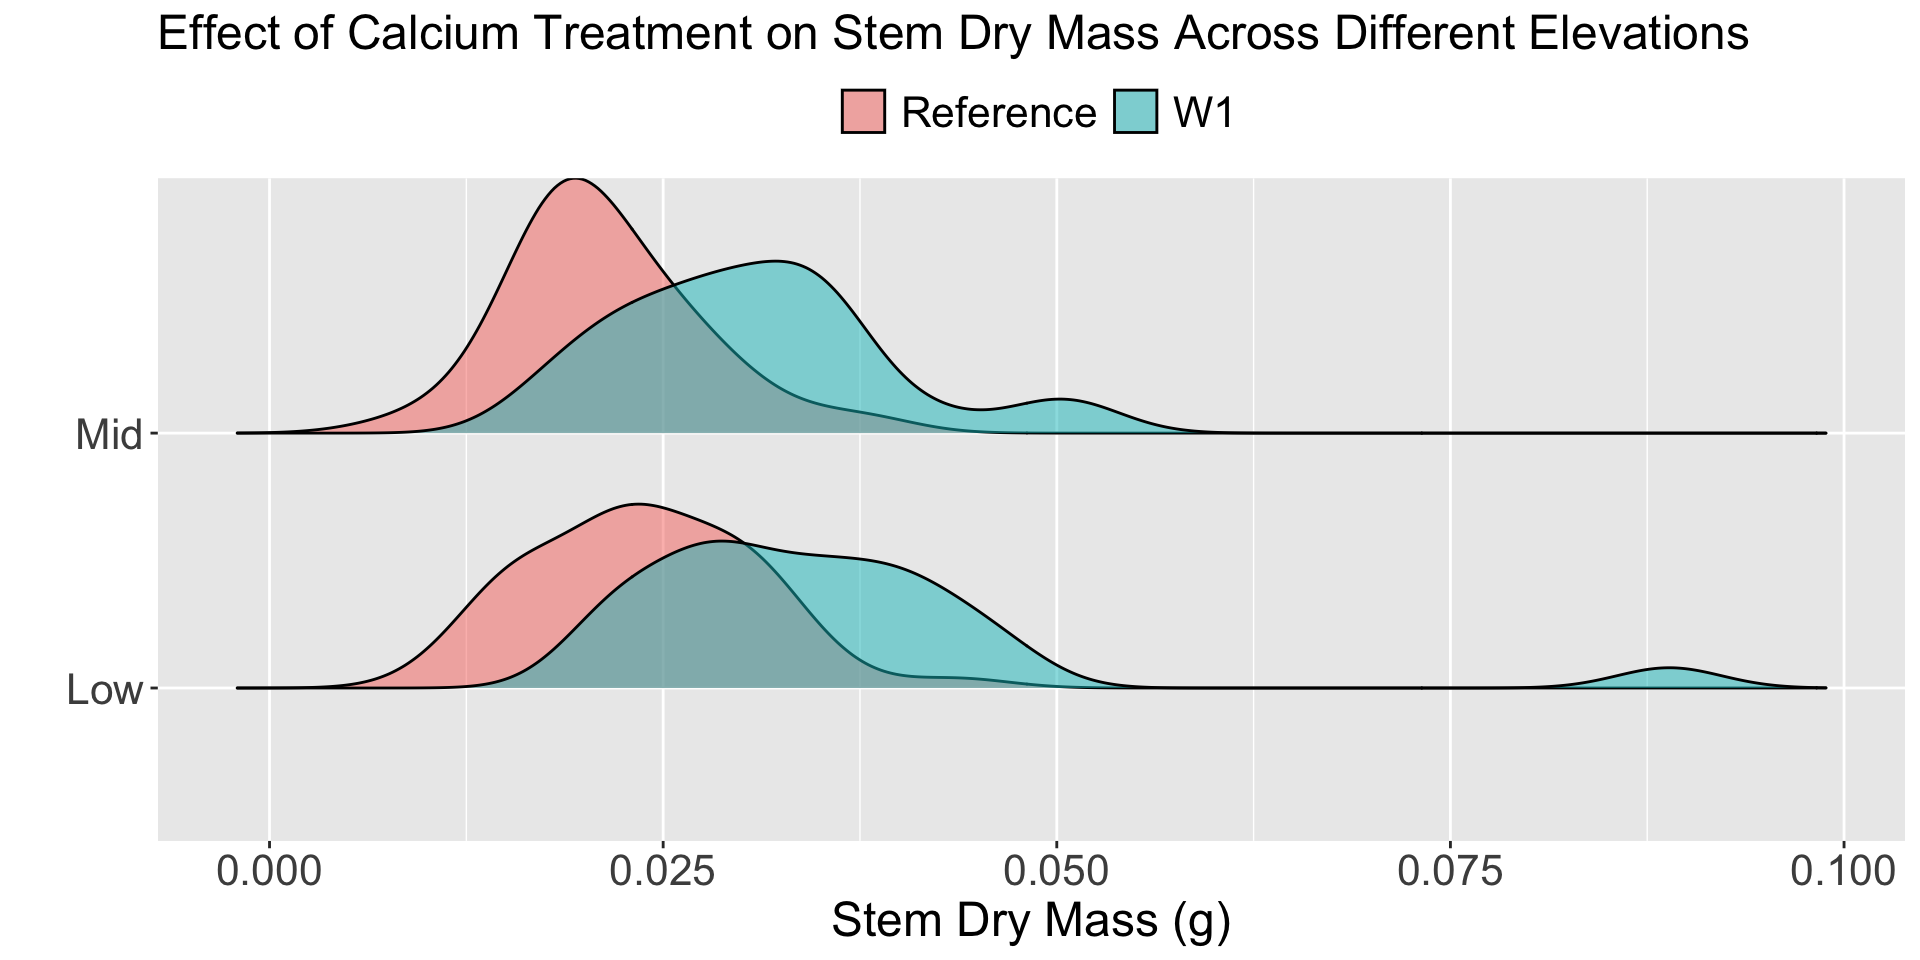 Effect of Calcium Treatment on Stem Dry Mass Across Different Elevations
Reference W1
Mid
Low
0.000 0.025 0.050 0.075 0.100
Stem Dry Mass (g)